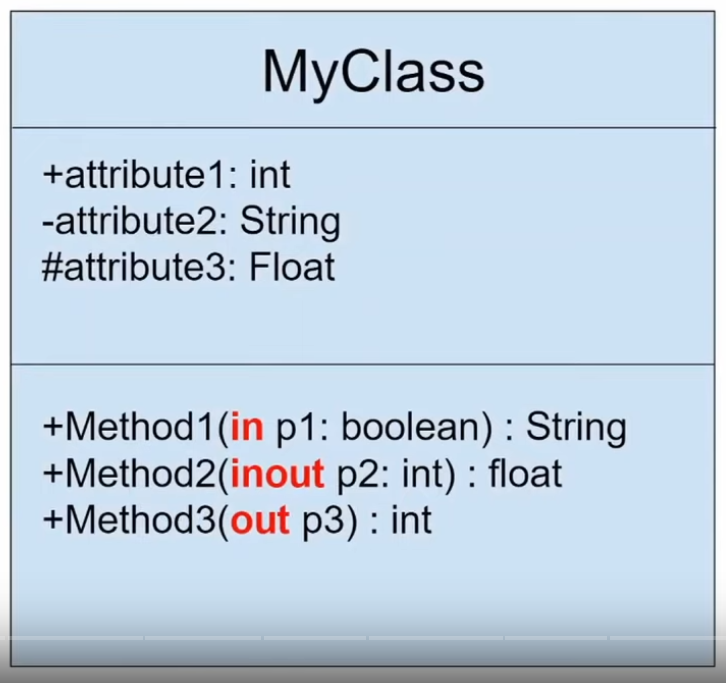 MyClass
+attribute1: int
-attribute2: String
#attribute3: Float
+Method1(in p1: boolean) : String
+Method2(inout p2: int) : float
+Method3(out p3) : int